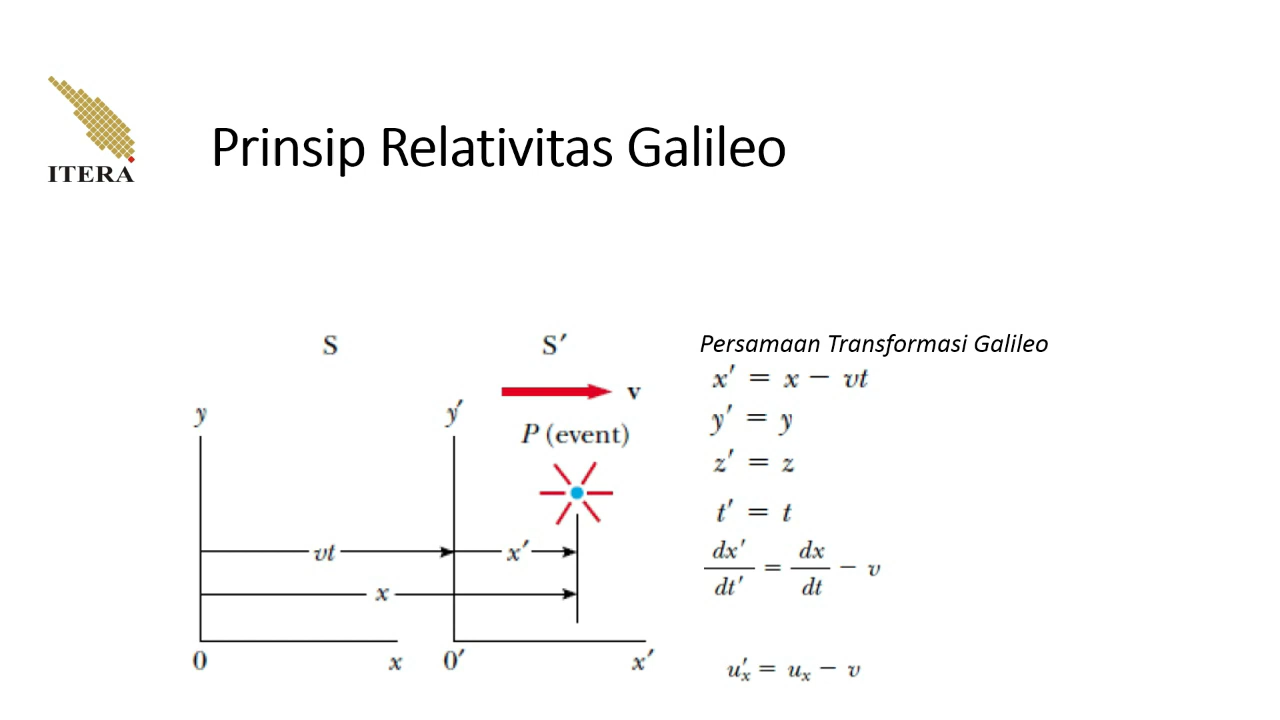 ITERA
Prinsip Relativitas Galileo
S
S′
v
y
y′
P (event)
vt
x′
x
0
x
0′
x′
Persamaan Transformasi Galileo
x′ = x − vt
y′ = y
z′ = z
t′ = t
dx′/dt′ = dx/dt − v
u′ₓ = uₓ − v